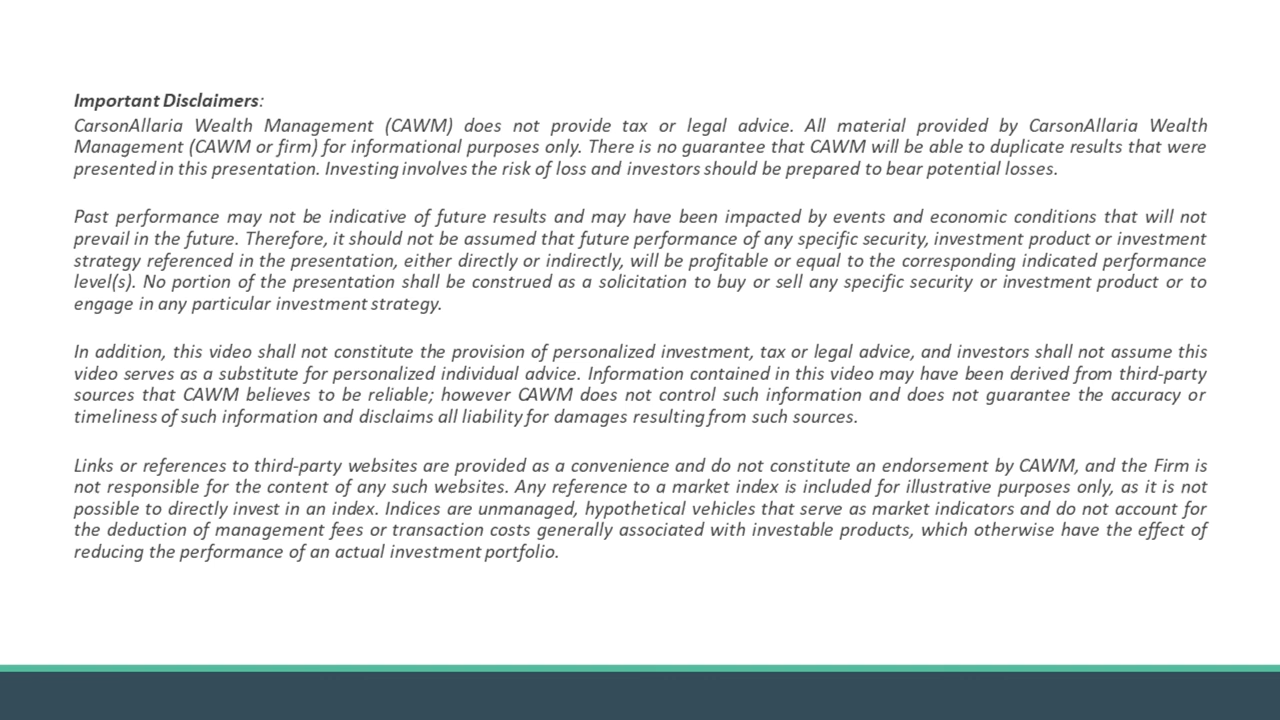 Important Disclaimers:
CarsonAllaria Wealth Management (CAWM) does not provide tax or legal advice. All material provided by CarsonAllaria Wealth
Management (CAWM or firm) for informational purposes only. There is no guarantee that CAWM will be able to duplicate results that were
presented in this presentation. Investing involves the risk of loss and investors should be prepared to bear potential losses.
Past performance may not be indicative of future results and may have been impacted by events and economic conditions that will not
prevail in the future. Therefore, it should not be assumed that future performance of any specific security, investment product or investment
strategy referenced in the presentation, either directly or indirectly, will be profitable or equal to the corresponding indicated performance
level(s). No portion of the presentation shall be construed as a solicitation to buy or sell any specific security or investment product or to
engage in any particular investment strategy.
In addition, this video shall not constitute the provision of personalized investment, tax or legal advice, and investors shall not assume this
video serves as a substitute for personalized individual advice. Information contained in this video may have been derived from third-party
sources that CAWM believes to be reliable; however CAWM does not control such information and does not guarantee the accuracy or
timeliness of such information and disclaims all liability for damages resulting from such sources.
Links or references to third-party websites are provided as a convenience and do not constitute an endorsement by CAWM, and the Firm is
not responsible for the content of any such websites. Any reference to a market index is included for illustrative purposes only, as it is not
possible to directly invest in an index. Indices are unmanaged, hypothetical vehicles that serve as market indicators and do not account for
the deduction of management fees or transaction costs generally associated with investable products, which otherwise have the effect of
reducing the performance of an actual investment portfolio.